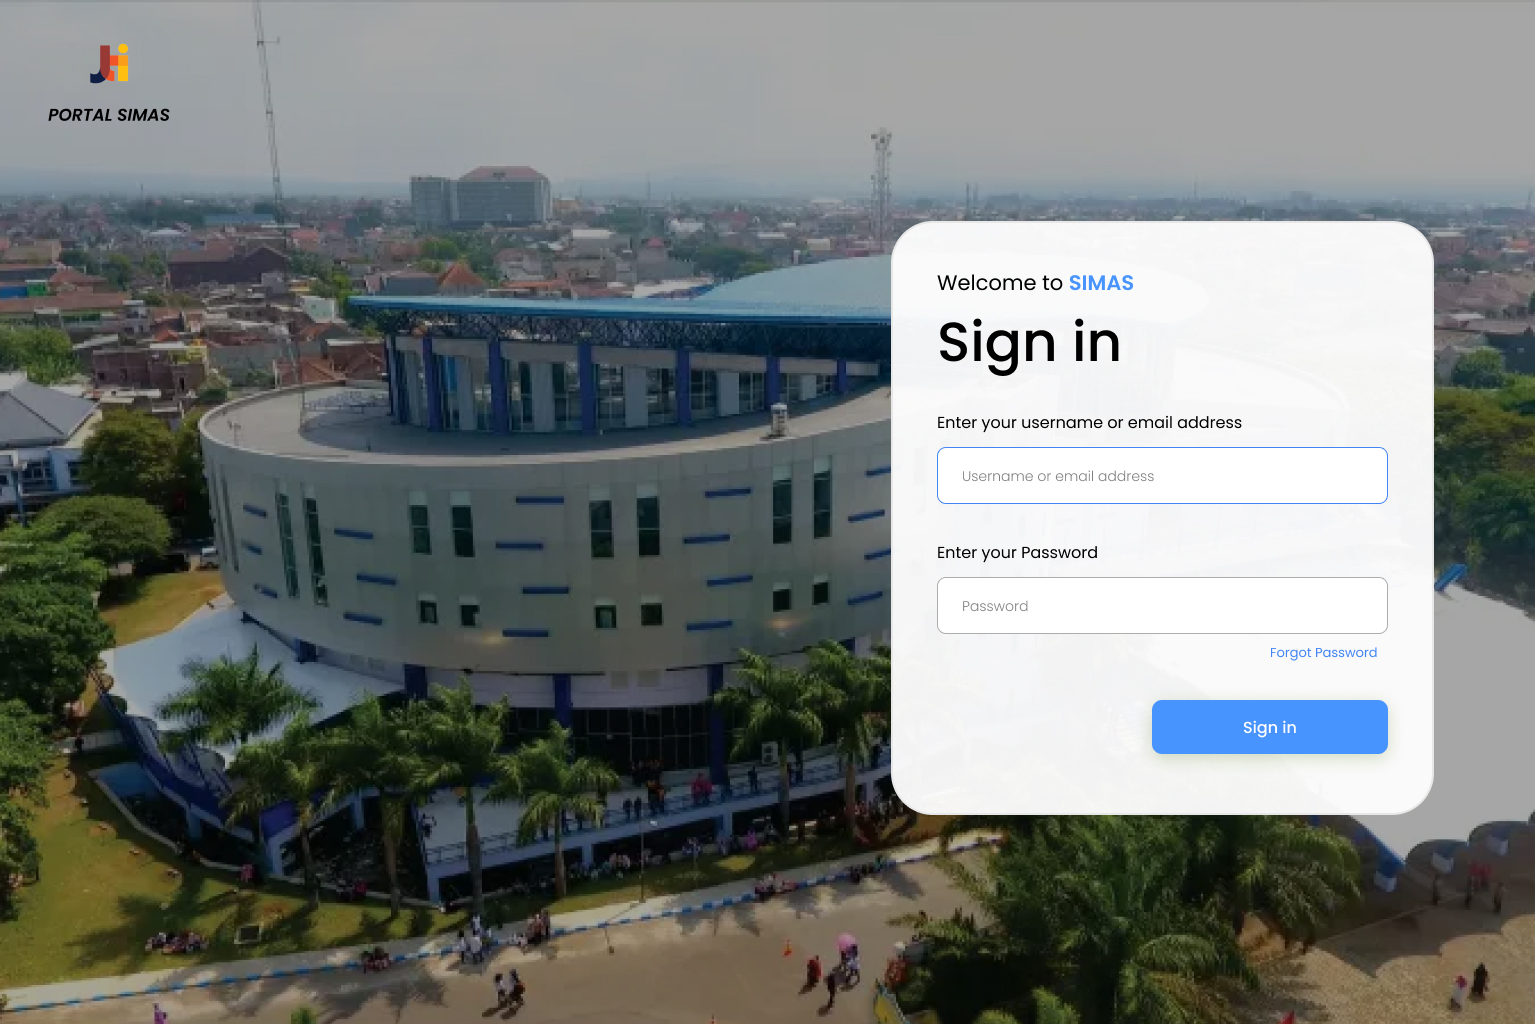 PORTAL SIMAS
Welcome to SIMAS
Sign in
Enter your username or email address
Username or email address
Enter your Password
Password
Forgot Password
Sign in